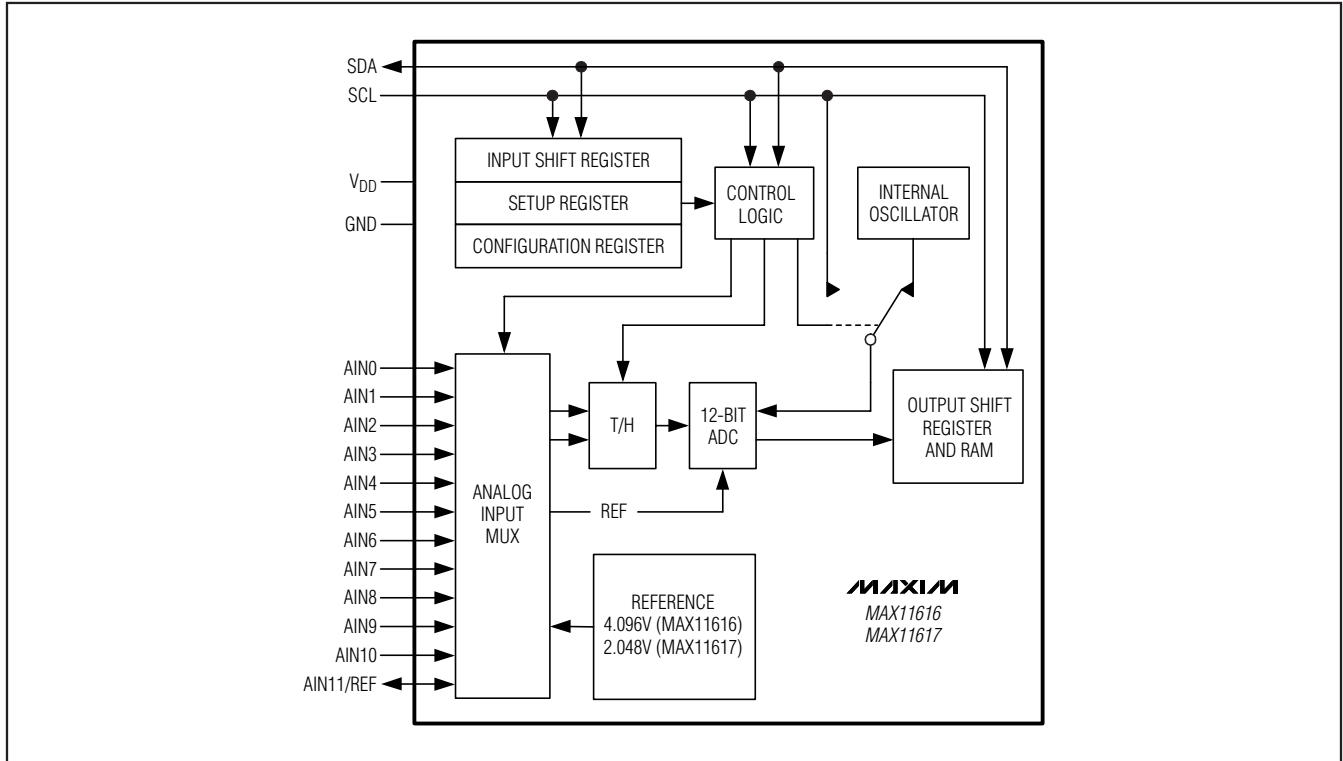 SDA
SCL
V_DD
GND
INPUT SHIFT REGISTER
SETUP REGISTER
CONFIGURATION REGISTER
CONTROL
LOGIC
INTERNAL
OSCILLATOR
AIN0
AIN1
AIN2
AIN3
AIN4
AIN5
AIN6
AIN7
AIN8
AIN9
AIN10
AIN11/REF
ANALOG
INPUT
MUX
T/H
12-BIT
ADC
REF
OUTPUT SHIFT
REGISTER
AND RAM
REFERENCE
4.096V (MAX11616)
2.048V (MAX11617)
MAXIM
MAX11616
MAX11617